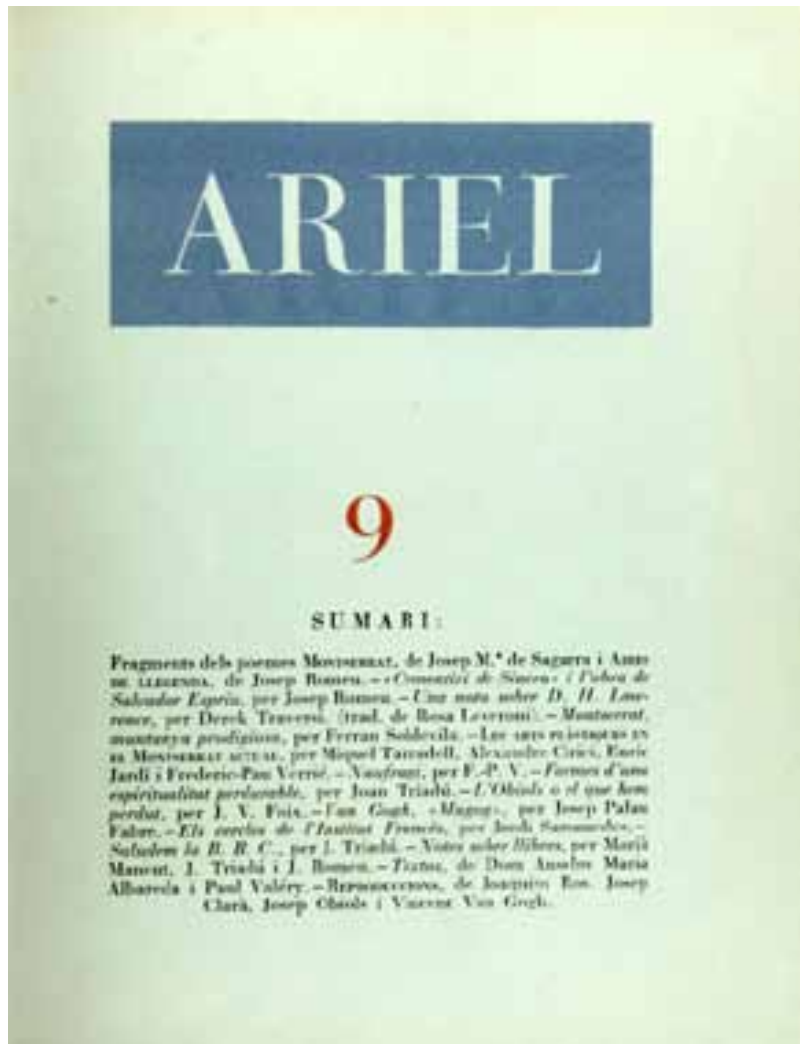 ARIEL
9
SUMARI:
Fragments dels poemes MONTSERRAT, de Josep M.ª de Sagarra i AIRES
DE LLEGENDA, de Josep Romeu. – «Cementiri de Sinera» i l'obra de
Salvador Espriu, per Josep Romeu. – Una nota sobre D. H. Law-
rence, per Derek Traversi. (trad. de Rosa Leveroni). – Montserrat,
muntanya prodigiosa, per Ferran Soldevila. – LES ARTS PLÀSTIQUES EN
EL MONTSERRAT ACTUAL, per Miquel Tarradell, Alexandre Cirici, Enric
Jardí i Frederic-Pau Verrié. – Naufragi, per F.-P. V. – Formes d'una
espiritualitat perdurable, per Joan Triadú. – L'Obiols o el que hem
perdut, per J. V. Foix. – Van Gogh, «Magog», per Josep Palau
Fabre. – Els cercles de l'Institut Francès, per Jordi Sarsanedas. –
Saludem la B. B. C., per J. Triadú. – Notes sobre llibres, per Marià
Manent, J. Triadú i J. Romeu. – Textos, de Dom Anselm Maria
Albareda i Paul Valéry. – REPRODUCCIONS, de Joaquim Ros, Josep
Clarà, Josep Obiols i Vincent Van Gogh.